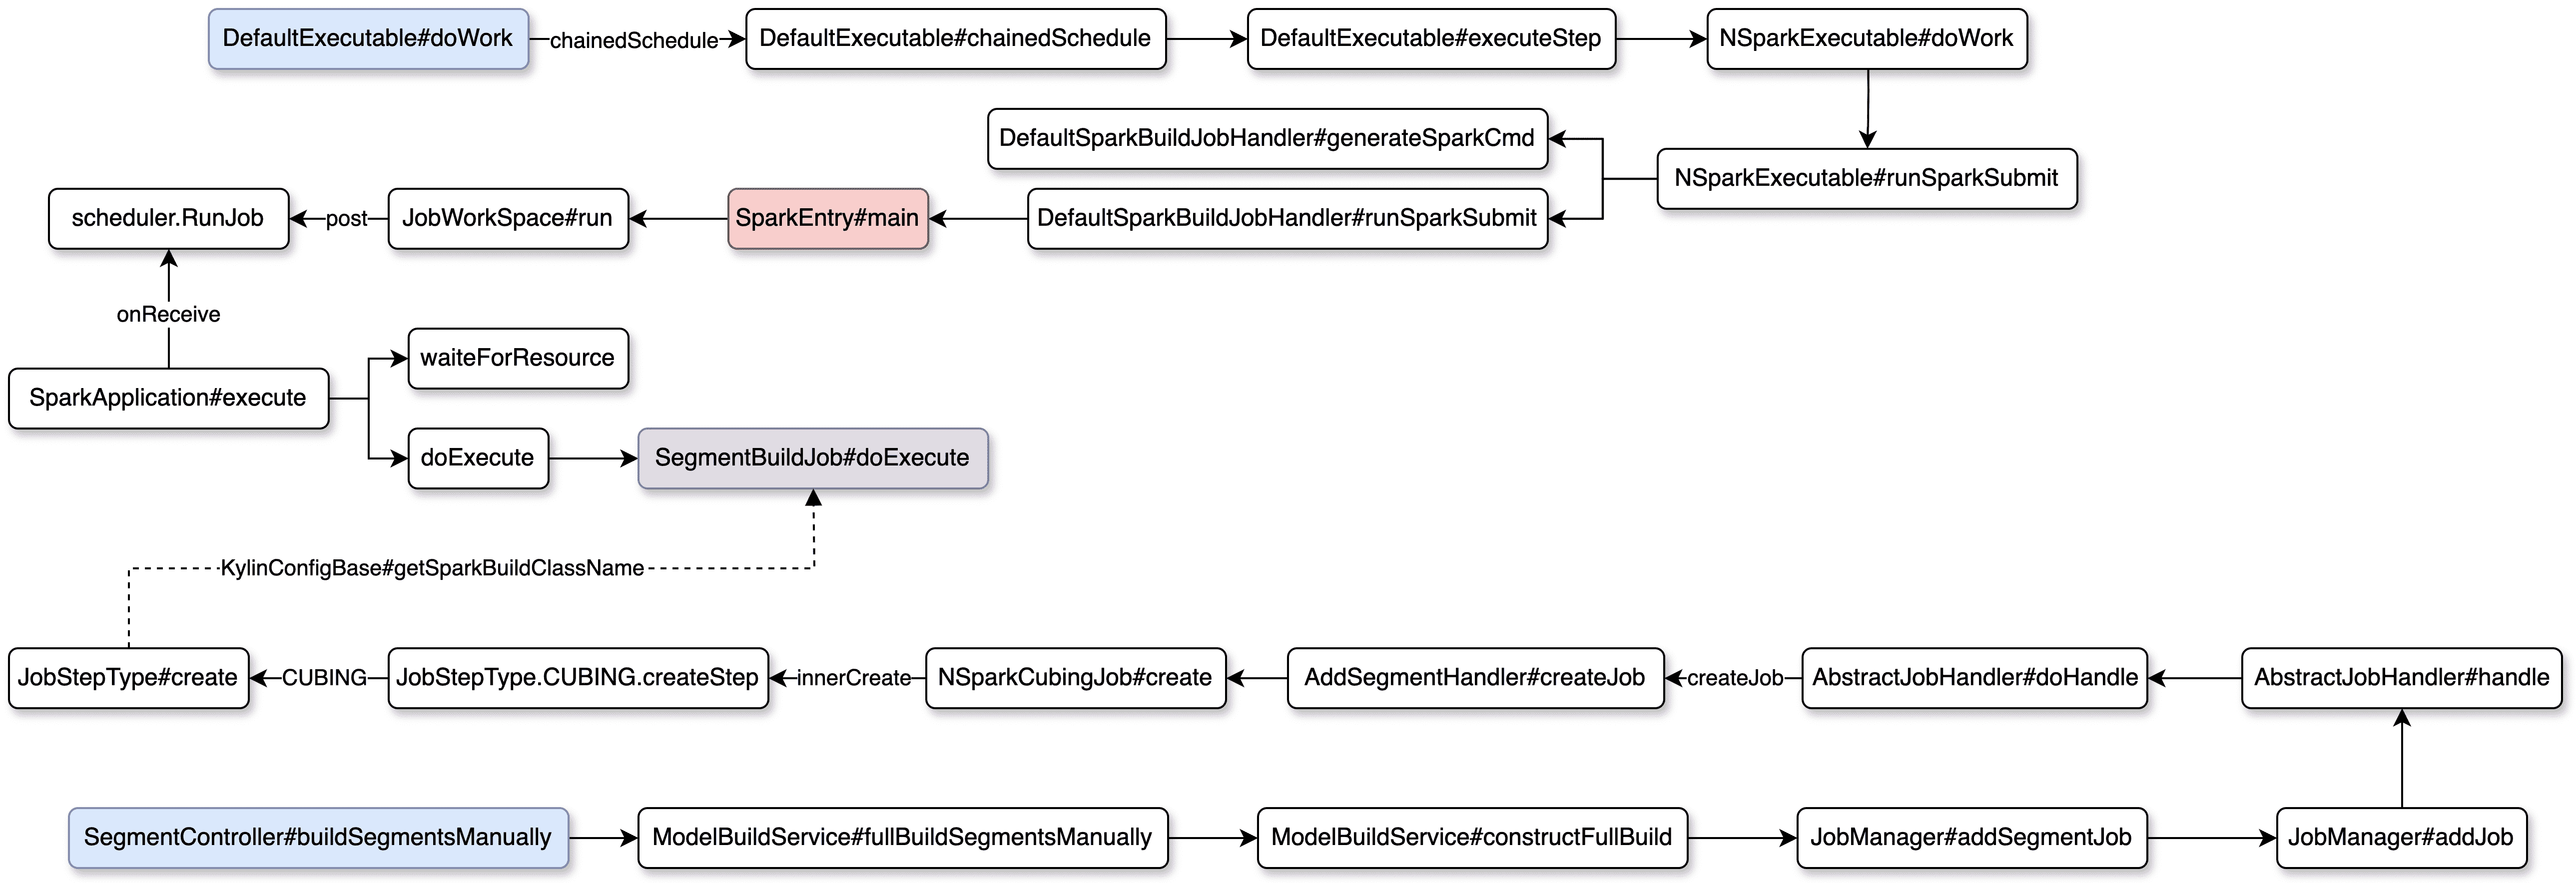 DefaultExecutable#doWork
chainedSchedule
DefaultExecutable#chainedSchedule
DefaultExecutable#executeStep
NSparkExecutable#doWork
DefaultSparkBuildJobHandler#generateSparkCmd
NSparkExecutable#runSparkSubmit
scheduler.RunJob
post
JobWorkSpace#run
SparkEntry#main
DefaultSparkBuildJobHandler#runSparkSubmit
onReceive
waiteForResource
SparkApplication#execute
doExecute
SegmentBuildJob#doExecute
KylinConfigBase#getSparkBuildClassName
JobStepType#create
CUBING
JobStepType.CUBING.createStep
innerCreate
NSparkCubingJob#create
AddSegmentHandler#createJob
createJob
AbstractJobHandler#doHandle
AbstractJobHandler#handle
SegmentController#buildSegmentsManually
ModelBuildService#fullBuildSegmentsManually
ModelBuildService#constructFullBuild
JobManager#addSegmentJob
JobManager#addJob